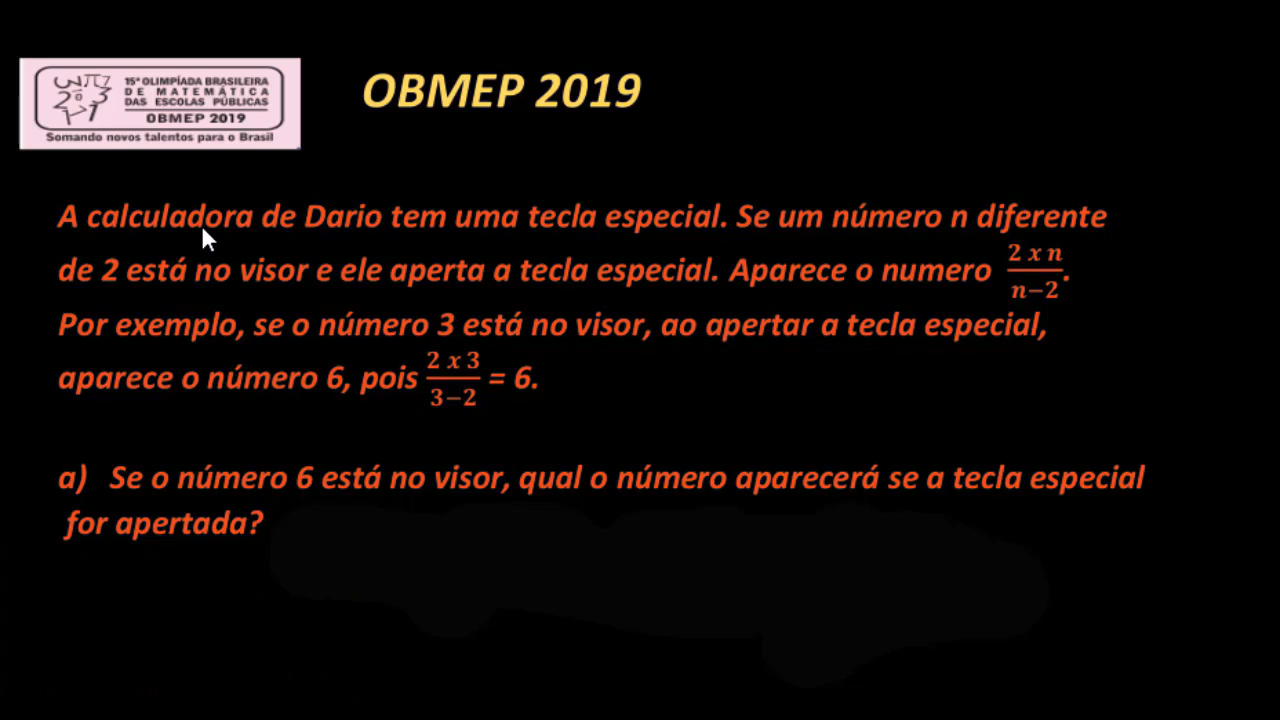 15ª OLIMPÍADA BRASILEIRA
DE MATEMÁTICA
DAS ESCOLAS PÚBLICAS
OBMEP 2019
Somando novos talentos para o Brasil
OBMEP 2019
A calculadora de Dario tem uma tecla especial. Se um número n diferente
de 2 está no visor e ele aperta a tecla especial. Aparece o numero (2 x n)/(n−2).
Por exemplo, se o número 3 está no visor, ao apertar a tecla especial,
aparece o número 6, pois (2 x 3)/(3−2) = 6.
a) Se o número 6 está no visor, qual o número aparecerá se a tecla especial
for apertada?